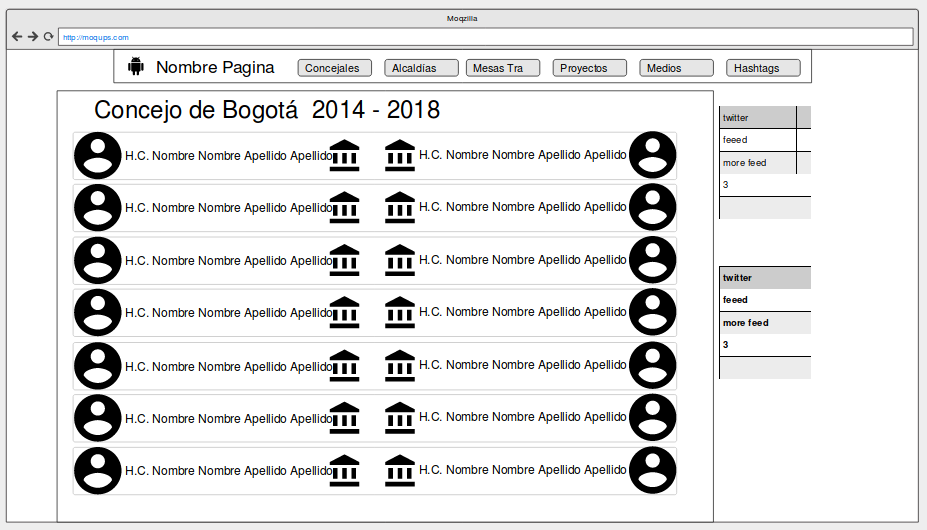 Moqzilla
http://moqups.com
Nombre Pagina Concejales Alcaldías Mesas Tra Proyectos Medios Hashtags
Concejo de Bogotá 2014 - 2018
H.C. Nombre Nombre Apellido Apellido H.C. Nombre Nombre Apellido Apellido
H.C. Nombre Nombre Apellido Apellido H.C. Nombre Nombre Apellido Apellido
H.C. Nombre Nombre Apellido Apellido H.C. Nombre Nombre Apellido Apellido
H.C. Nombre Nombre Apellido Apellido H.C. Nombre Nombre Apellido Apellido
H.C. Nombre Nombre Apellido Apellido H.C. Nombre Nombre Apellido Apellido
H.C. Nombre Nombre Apellido Apellido H.C. Nombre Nombre Apellido Apellido
H.C. Nombre Nombre Apellido Apellido H.C. Nombre Nombre Apellido Apellido
twitter
feeed
more feed
3
twitter
feeed
more feed
3